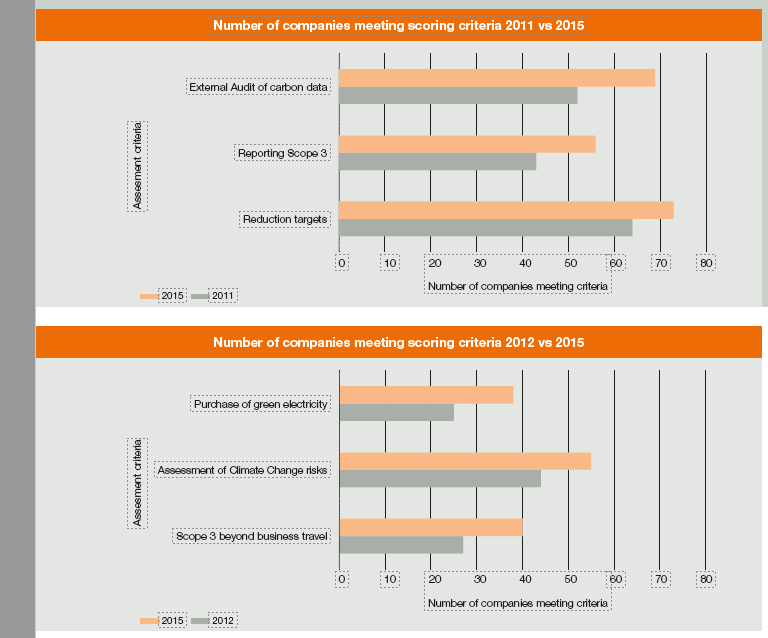 Number of companies meeting scoring criteria 2011 vs 2015
External Audit of carbon data
Reporting Scope 3
Reduction targets
Assesment criteria:
0 10 20 30 40 50 60 70 80
Number of companies meeting criteria
2015 2011
Number of companies meeting scoring criteria 2012 vs 2015
Purchase of green electricity
Assessment of Climate Change risks
Scope 3 beyond business travel
Assesment criteria:
0 10 20 30 40 50 60 70 80
Number of companies meeting criteria
2015 2012